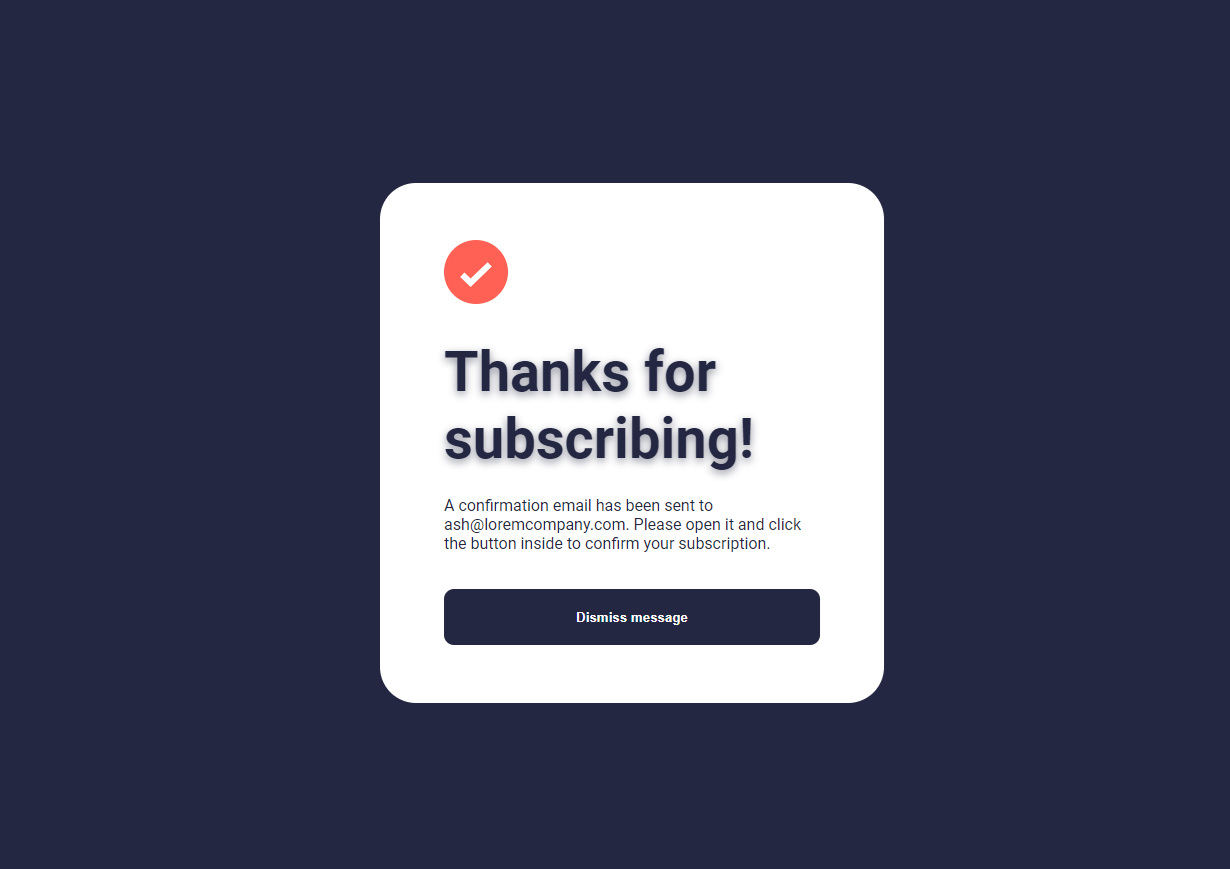 Thanks for
subscribing!
A confirmation email has been sent to
ash@loremcompany.com. Please open it and click
the button inside to confirm your subscription.
Dismiss message